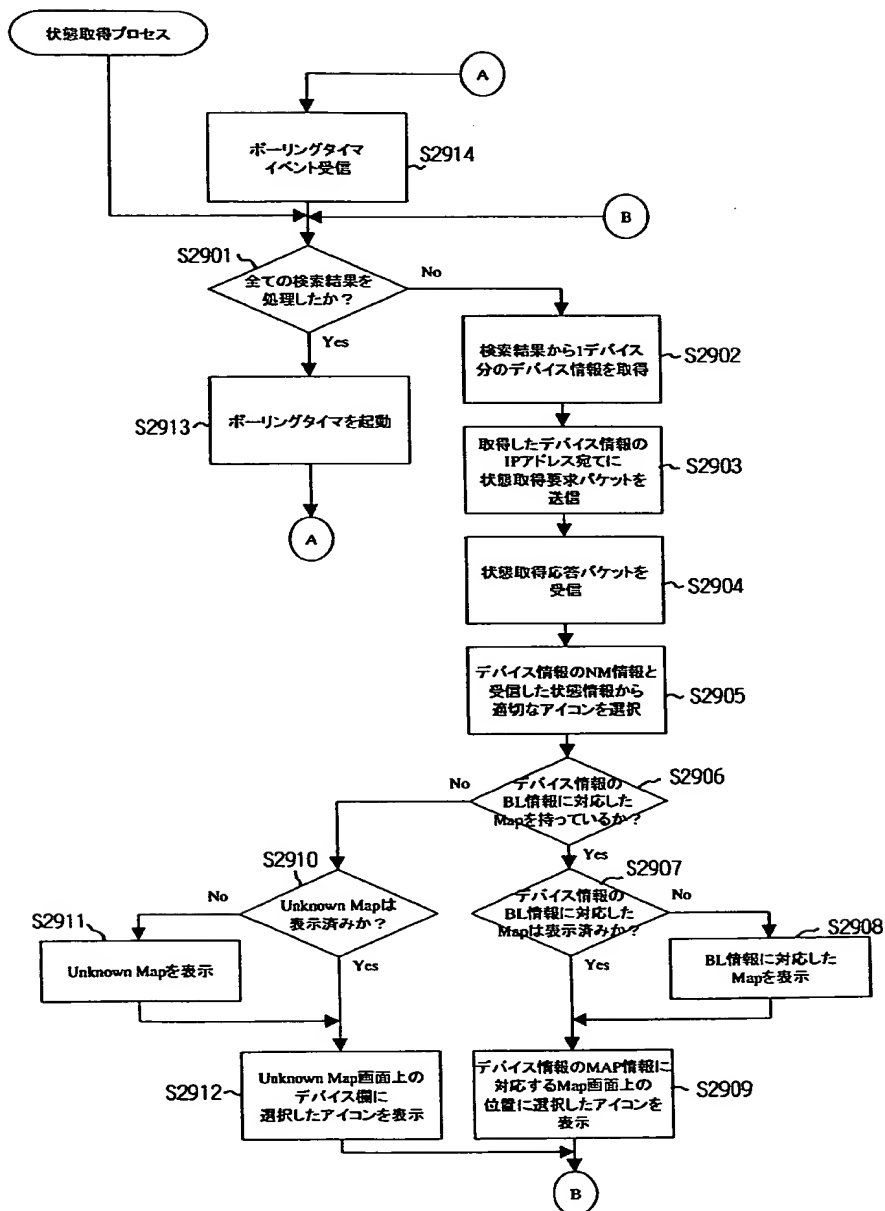 状態取得プロセス
A
ポーリングタイマ
イベント受信
S2914
B
S2901
全ての検索結果を
処理したか？
No
Yes
検索結果から1デバイス
分のデバイス情報を取得
S2902
S2913
ポーリングタイマを起動
取得したデバイス情報の
IPアドレス宛てに
状態取得要求パケットを
送信
S2903
A
状態取得応答パケットを
受信
S2904
デバイス情報のNM情報と
受信した状態情報から
適切なアイコンを選択
S2905
No
デバイス情報の
BL情報に対応した
Mapを持っているか？
S2906
Yes
S2910
Unknown Mapは
表示済みか？
No
Yes
S2907
デバイス情報の
BL情報に対応した
Mapは表示済みか？
No
Yes
S2911
Unknown Mapを表示
S2908
BL情報に対応した
Mapを表示
S2912
Unknown Map画面上の
デバイス欄に
選択したアイコンを表示
デバイス情報のMAP情報に
対応するMap画面上の
位置に選択したアイコンを
表示
S2909
B